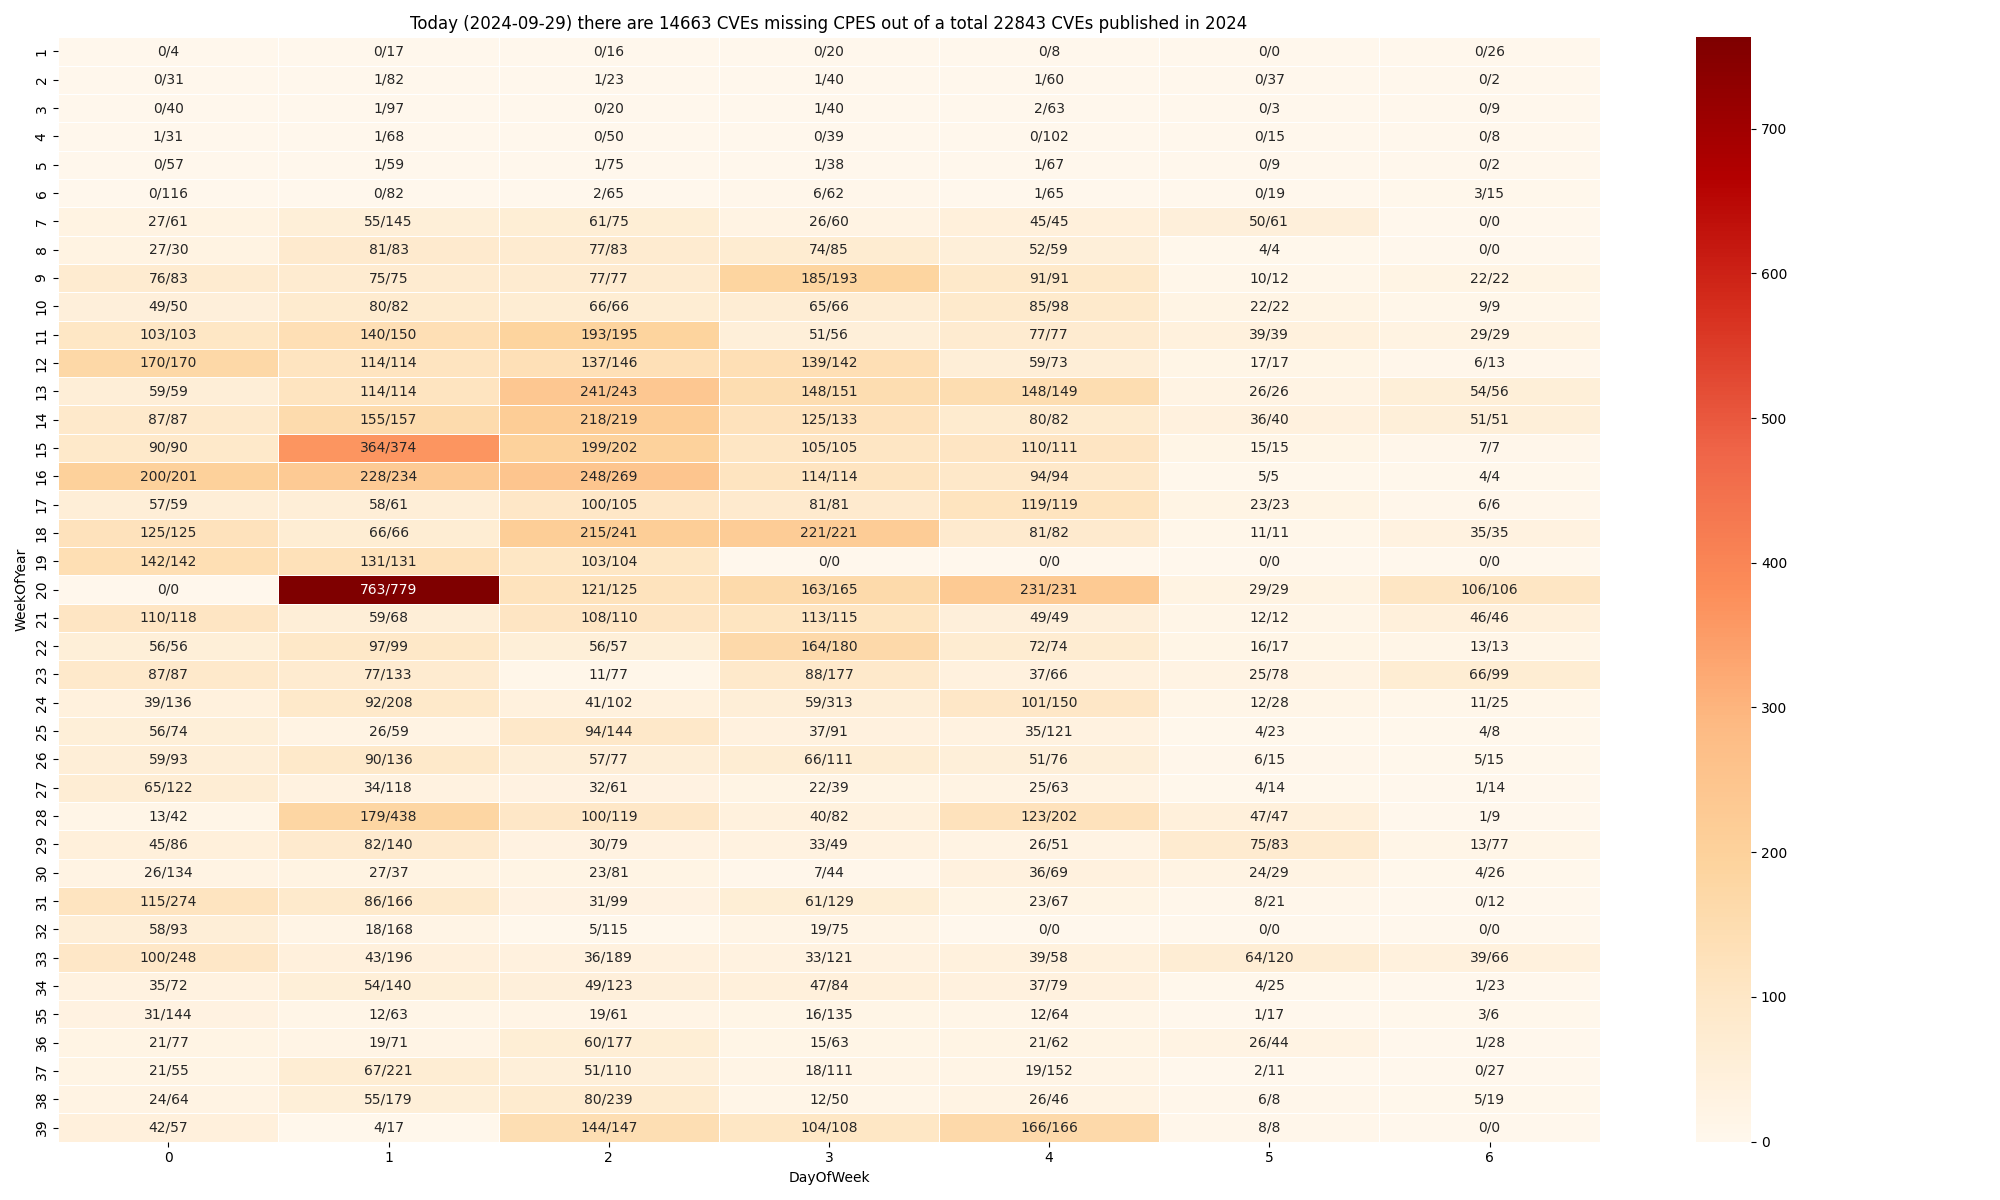 Today (2024-09-29) there are 14663 CVEs missing CPES out of a total 22843 CVEs published in 2024
1 0/4 0/17 0/16 0/20 0/8 0/0 0/26
2 0/31 1/82 1/23 1/40 1/60 0/37 0/2
3 0/40 1/97 0/20 1/40 2/63 0/3 0/9
4 1/31 1/68 0/50 0/39 0/102 0/15 0/8
5 0/57 1/59 1/75 1/38 1/67 0/9 0/2
6 0/116 0/82 2/65 6/62 1/65 0/19 3/15
7 27/61 55/145 61/75 26/60 45/45 50/61 0/0
8 27/30 81/83 77/83 74/85 52/59 4/4 0/0
9 76/83 75/75 77/77 185/193 91/91 10/12 22/22
10 49/50 80/82 66/66 65/66 85/98 22/22 9/9
11 103/103 140/150 193/195 51/56 77/77 39/39 29/29
12 170/170 114/114 137/146 139/142 59/73 17/17 6/13
13 59/59 114/114 241/243 148/151 148/149 26/26 54/56
14 87/87 155/157 218/219 125/133 80/82 36/40 51/51
15 90/90 364/374 199/202 105/105 110/111 15/15 7/7
16 200/201 228/234 248/269 114/114 94/94 5/5 4/4
17 57/59 58/61 100/105 81/81 119/119 23/23 6/6
18 125/125 66/66 215/241 221/221 81/82 11/11 35/35
19 142/142 131/131 103/104 0/0 0/0 0/0 0/0
20 0/0 763/779 121/125 163/165 231/231 29/29 106/106
21 110/118 59/68 108/110 113/115 49/49 12/12 46/46
22 56/56 97/99 56/57 164/180 72/74 16/17 13/13
23 87/87 77/133 11/77 88/177 37/66 25/78 66/99
24 39/136 92/208 41/102 59/313 101/150 12/28 11/25
25 56/74 26/59 94/144 37/91 35/121 4/23 4/8
26 59/93 90/136 57/77 66/111 51/76 6/15 5/15
27 65/122 34/118 32/61 22/39 25/63 4/14 1/14
28 13/42 179/438 100/119 40/82 123/202 47/47 1/9
29 45/86 82/140 30/79 33/49 26/51 75/83 13/77
30 26/134 27/37 23/81 7/44 36/69 24/29 4/26
31 115/274 86/166 31/99 61/129 23/67 8/21 0/12
32 58/93 18/168 5/115 19/75 0/0 0/0 0/0
33 100/248 43/196 36/189 33/121 39/58 64/120 39/66
34 35/72 54/140 49/123 47/84 37/79 4/25 1/23
35 31/144 12/63 19/61 16/135 12/64 1/17 3/6
36 21/77 19/71 60/177 15/63 21/62 26/44 1/28
37 21/55 67/221 51/110 18/111 19/152 2/11 0/27
38 24/64 55/179 80/239 12/50 26/46 6/8 5/19
39 42/57 4/17 144/147 104/108 166/166 8/8 0/0
0 1 2 3 4 5 6
DayOfWeek
WeekOfYear
700
600
500
400
300
200
100
0